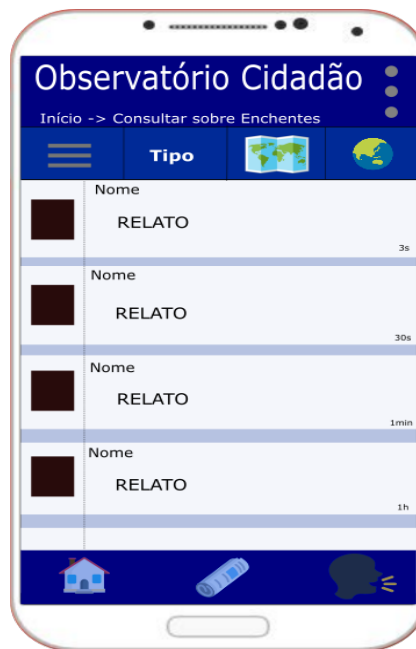 Observatório Cidadão
Início -> Consultar sobre Enchentes
Tipo
Nome
RELATO
3s
Nome
RELATO
30s
Nome
RELATO
1min
Nome
RELATO
1h